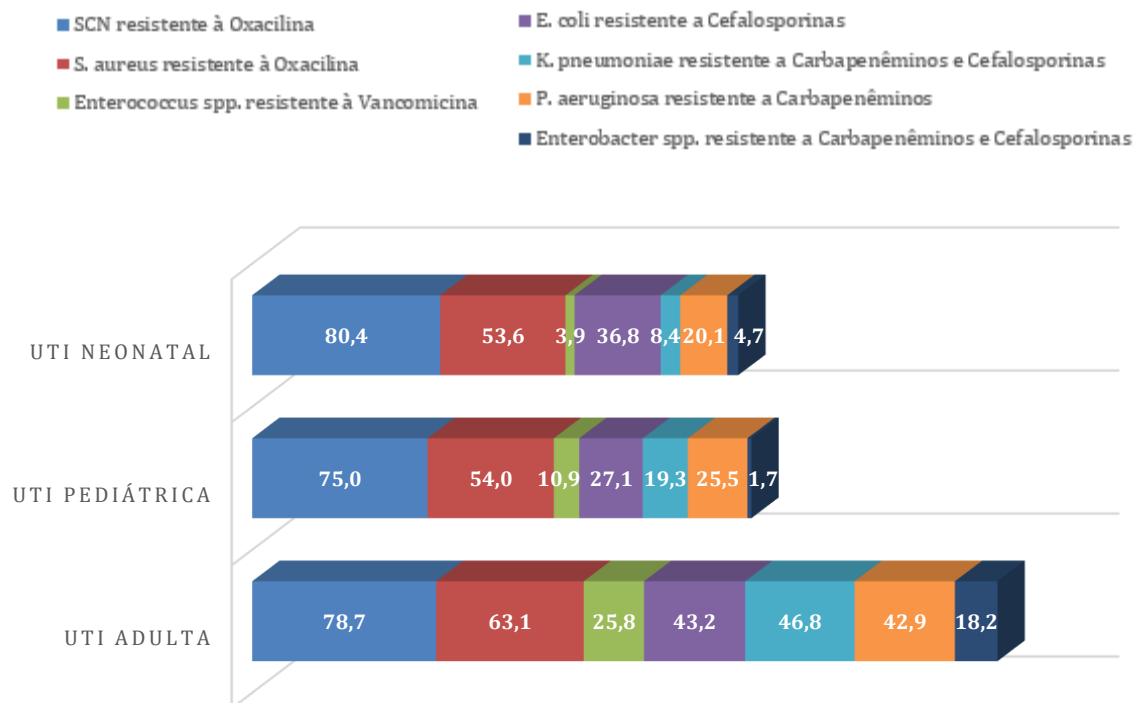 SCN resistente à Oxacilina
S. aureus resistente à Oxacilina
Enterococcus spp. resistente à Vancomicina
E. coli resistente a Cefalosporinas
K. pneumoniae resistente a Carbapenêminos e Cefalosporinas
P. aeruginosa resistente a Carbapenêminos
Enterobacter spp. resistente a Carbapenêminos e Cefalosporinas
UTI NEONATAL
80,4 53,6 3,9 36,8 8,4 20,1 4,7
UTI PEDIÁTRICA
75,0 54,0 10,9 27,1 19,3 25,5 1,7
UTI ADULTA
78,7 63,1 25,8 43,2 46,8 42,9 18,2